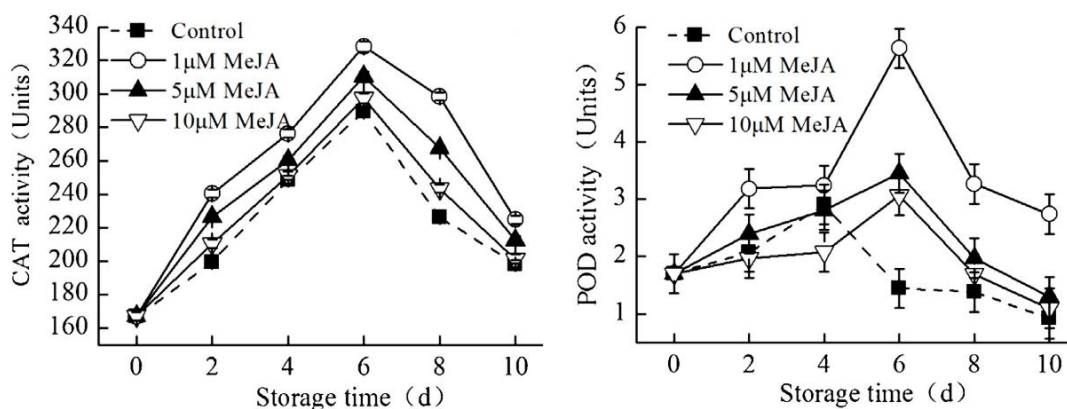 CAT activity (Units)
340
320
300
280
260
240
220
200
180
160
Control
1μM MeJA
5μM MeJA
10μM MeJA
0 2 4 6 8 10
Storage time (d)
POD activity (Units)
6
5
4
3
2
1
Control
1μM MeJA
5μM MeJA
10μM MeJA
0 2 4 6 8 10
Storage time (d)